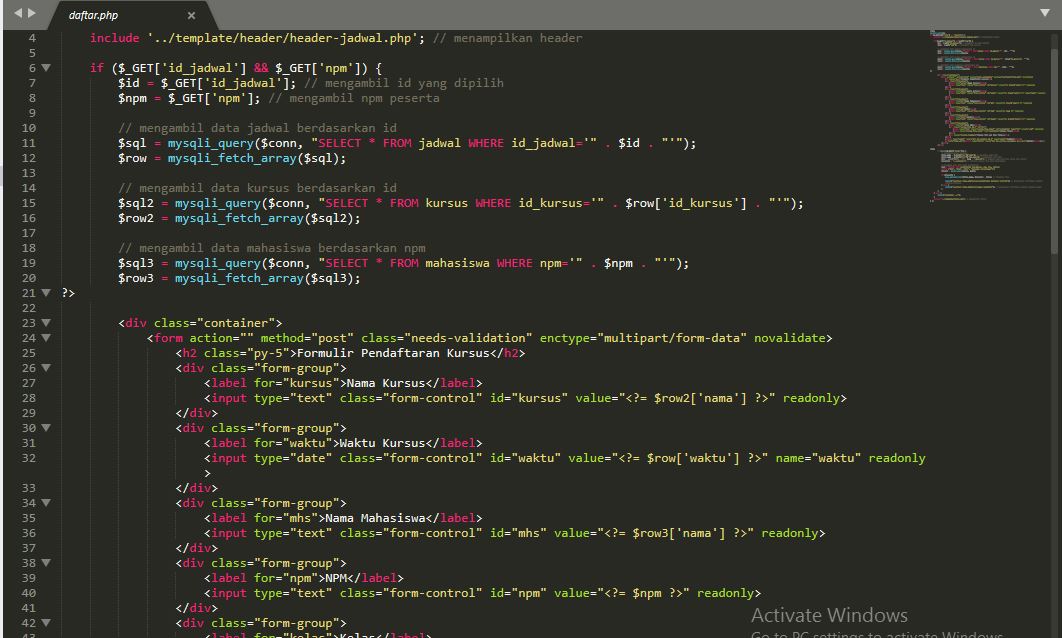 daftar.php
4 include '../template/header/header-jadwal.php'; // menampilkan header
5
6 if ($_GET['id_jadwal'] && $_GET['npm']) {
7 $id = $_GET['id_jadwal']; // mengambil id yang dipilih
8 $npm = $_GET['npm']; // mengambil npm peserta
9
10 // mengambil data jadwal berdasarkan id
11 $sql = mysqli_query($conn, "SELECT * FROM jadwal WHERE id_jadwal='" . $id . "'");
12 $row = mysqli_fetch_array($sql);
13
14 // mengambil data kursus berdasarkan id
15 $sql2 = mysqli_query($conn, "SELECT * FROM kursus WHERE id_kursus='" . $row['id_kursus'] . "'");
16 $row2 = mysqli_fetch_array($sql2);
17
18 // mengambil data mahasiswa berdasarkan npm
19 $sql3 = mysqli_query($conn, "SELECT * FROM mahasiswa WHERE npm='" . $npm . "'");
20 $row3 = mysqli_fetch_array($sql3);
21 ?>
22
23 <div class="container">
24 <form action="" method="post" class="needs-validation" enctype="multipart/form-data" novalidate>
25 <h2 class="py-5">Formulir Pendaftaran Kursus</h2>
26 <div class="form-group">
27 <label for="kursus">Nama Kursus</label>
28 <input type="text" class="form-control" id="kursus" value="<?= $row2['nama'] ?>" readonly>
29 </div>
30 <div class="form-group">
31 <label for="waktu">Waktu Kursus</label>
32 <input type="date" class="form-control" id="waktu" value="<?= $row['waktu'] ?>" name="waktu" readonly
>
33 </div>
34 <div class="form-group">
35 <label for="mhs">Nama Mahasiswa</label>
36 <input type="text" class="form-control" id="mhs" value="<?= $row3['nama'] ?>" readonly>
37 </div>
38 <div class="form-group">
39 <label for="npm">NPM</label>
40 <input type="text" class="form-control" id="npm" value="<?= $npm ?>" readonly>
41 </div>
42 <div class="form-group">
43 <label for="kelas">Kelas</label>
Activate Windows
Go to PC settings to activate Windows.